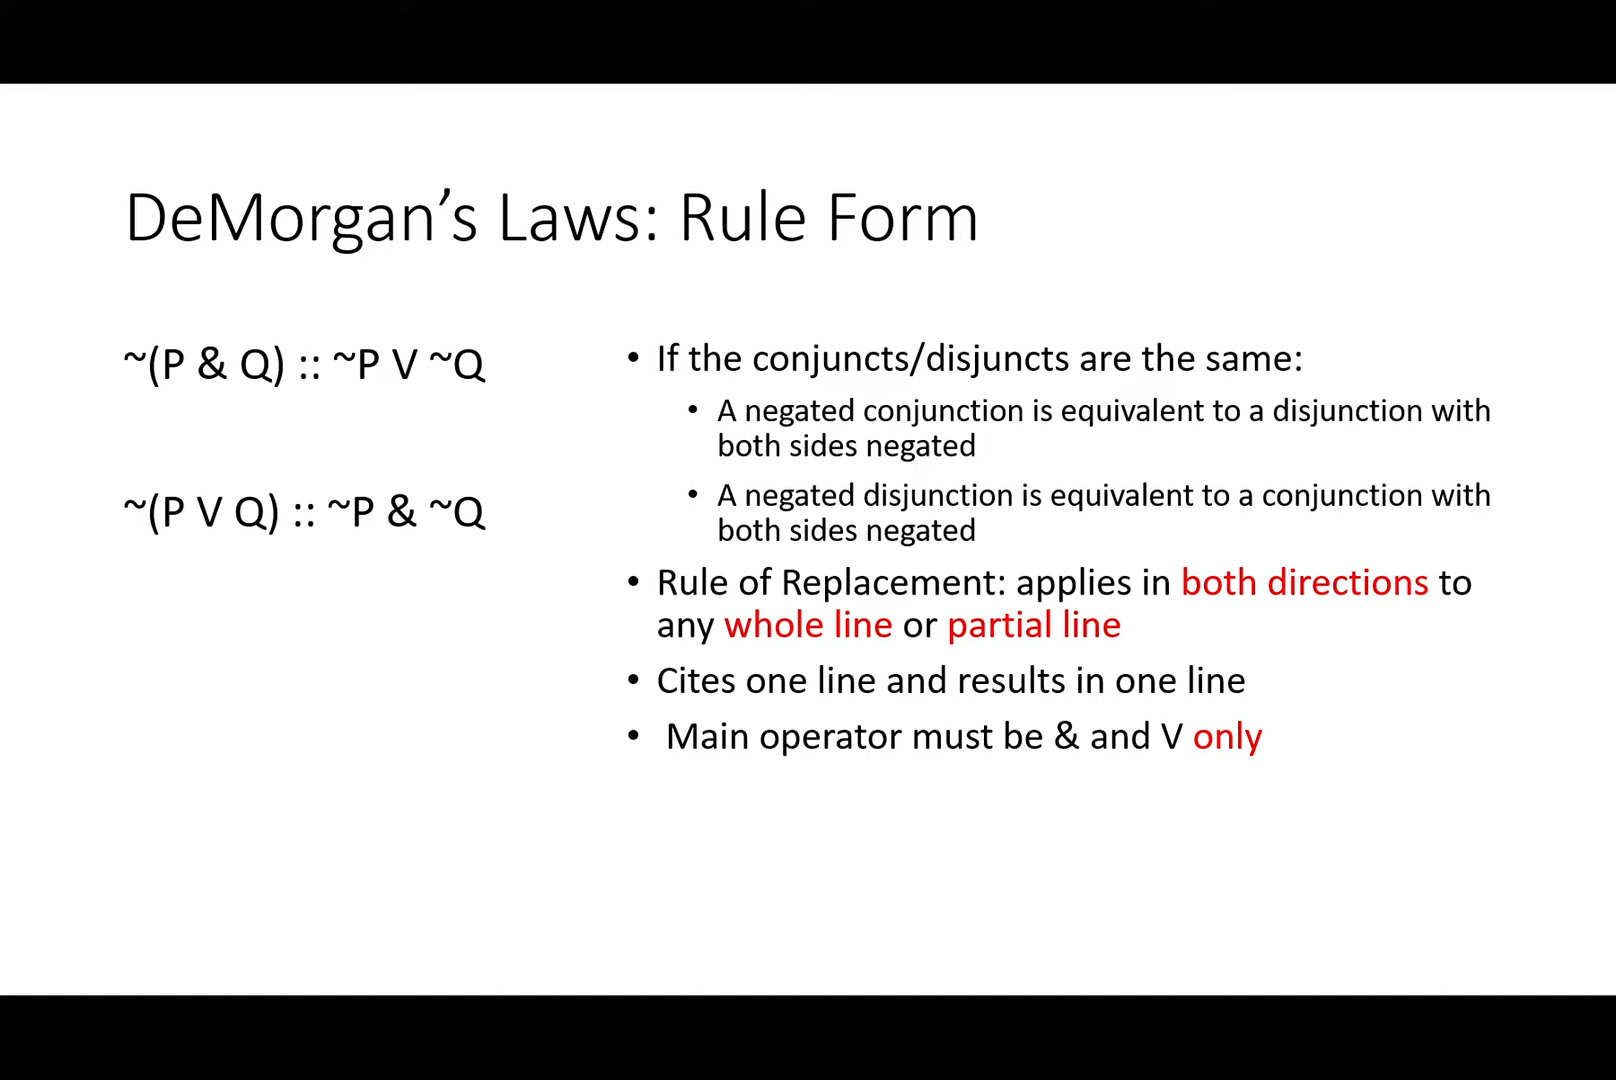 DeMorgan’s Laws: Rule Form
~(P & Q) :: ~P V ~Q
~(P V Q) :: ~P & ~Q
• If the conjuncts/disjuncts are the same:
• A negated conjunction is equivalent to a disjunction with
both sides negated
• A negated disjunction is equivalent to a conjunction with
both sides negated
• Rule of Replacement: applies in both directions to
any whole line or partial line
• Cites one line and results in one line
• Main operator must be & and V only